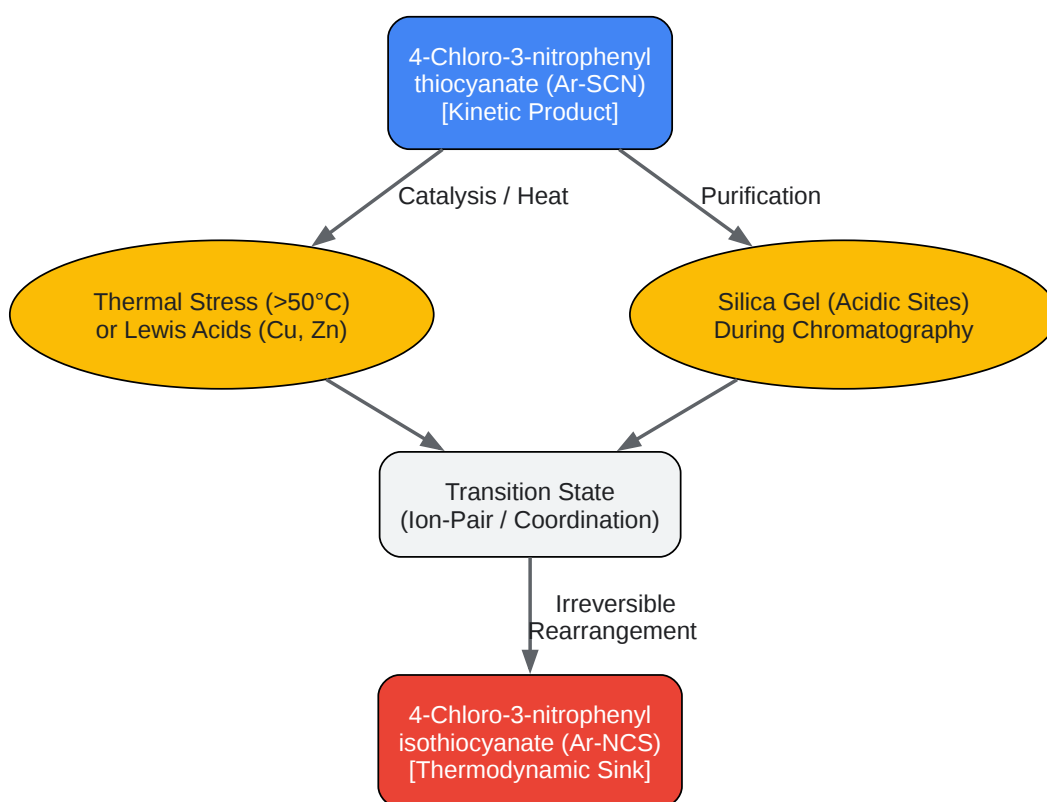 4-Chloro-3-nitrophenyl
thiocyanate (Ar-SCN)
[Kinetic Product]
Catalysis / Heat
Purification
Thermal Stress (>50°C)
or Lewis Acids (Cu, Zn)
Silica Gel (Acidic Sites)
During Chromatography
Transition State
(Ion-Pair / Coordination)
Irreversible
Rearrangement
4-Chloro-3-nitrophenyl
isothiocyanate (Ar-NCS)
[Thermodynamic Sink]